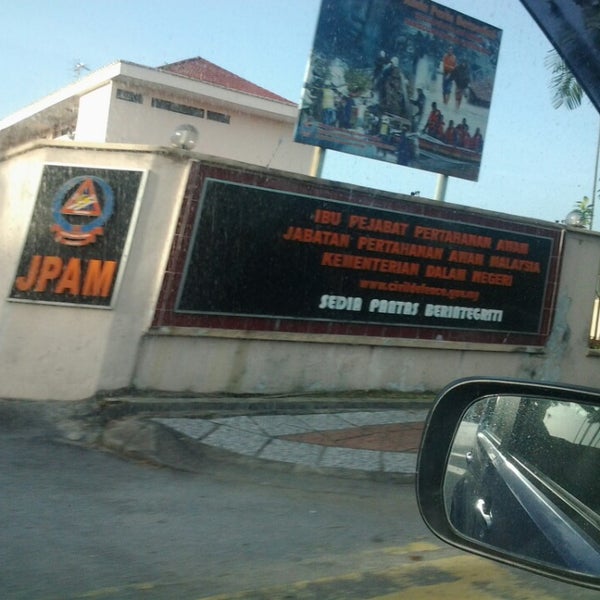 JPAM
IBU PEJABAT PERTAHANAN AWAM
JABATAN PERTAHANAN AWAM MALAYSIA
KEMENTERIAN DALAM NEGERI
www.civildefence.gov.my
SEDIA PANTAS BERINTEGRITI